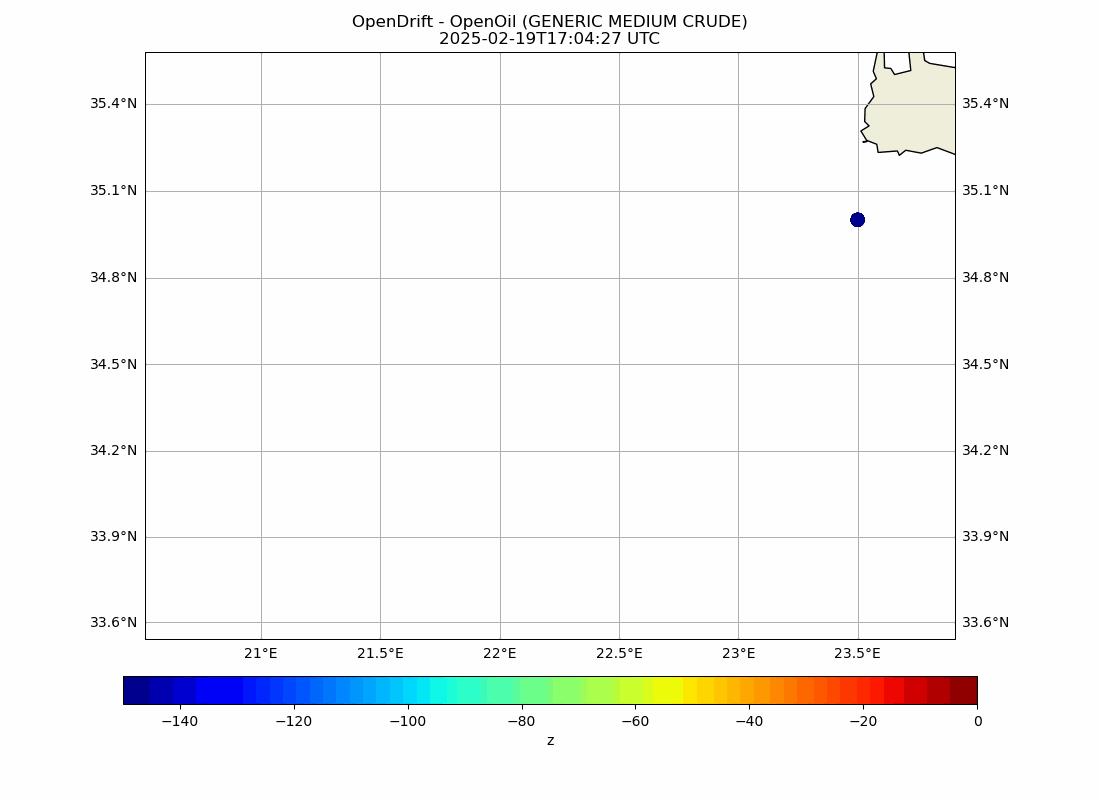 OpenDrift - OpenOil (GENERIC MEDIUM CRUDE)
2025-02-19T17:04:27 UTC
35.4°N 35.4°N
35.1°N 35.1°N
34.8°N 34.8°N
34.5°N 34.5°N
34.2°N 34.2°N
33.9°N 33.9°N
33.6°N 33.6°N
21°E 21.5°E 22°E 22.5°E 23°E 23.5°E
−140 −120 −100 −80 −60 −40 −20 0
z